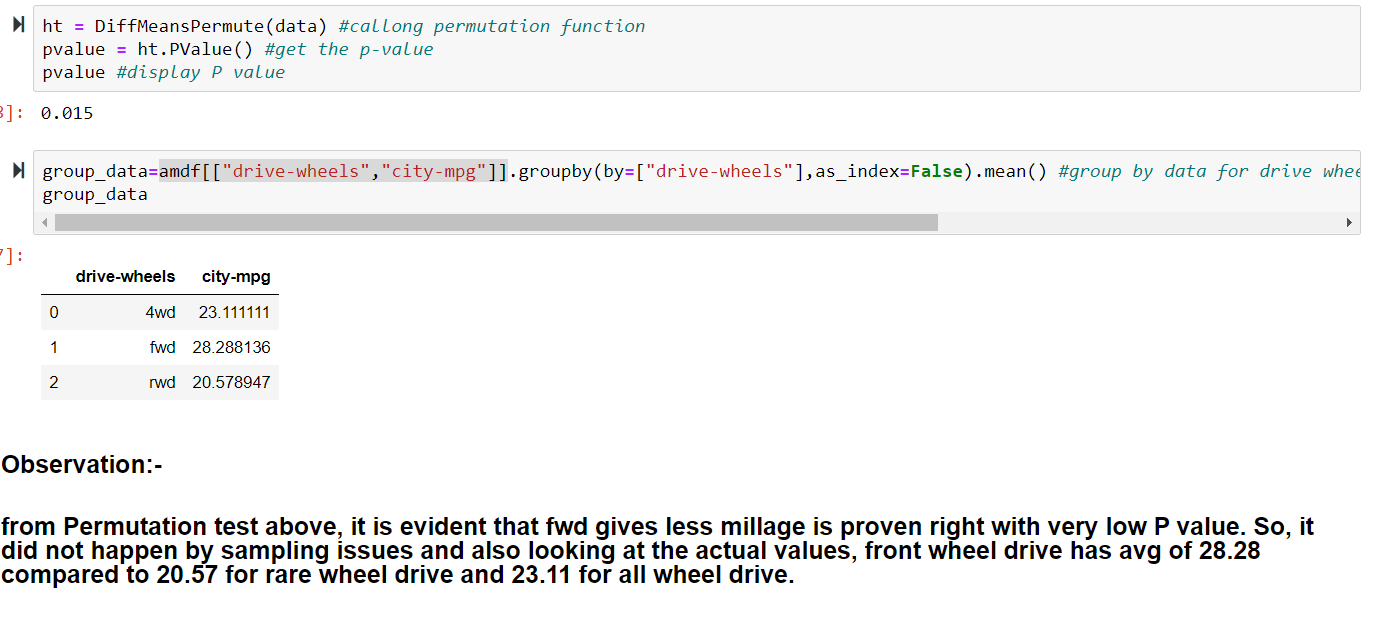 ht = DiffMeansPermute(data) #callong permutation function
pvalue = ht.PValue() #get the p-value
pvalue #display P value
]: 0.015
group_data=amdf[["drive-wheels","city-mpg"]].groupby(by=["drive-wheels"],as_index=False).mean() #group by data for drive
group_data
]:
drive-wheels city-mpg
0 4wd 23.111111
1 fwd 28.288136
2 rwd 20.578947
Observation:-
from Permutation test above, it is evident that fwd gives less millage is proven right with very low P value. So, it
did not happen by sampling issues and also looking at the actual values, front wheel drive has avg of 28.28
compared to 20.57 for rare wheel drive and 23.11 for all wheel drive.